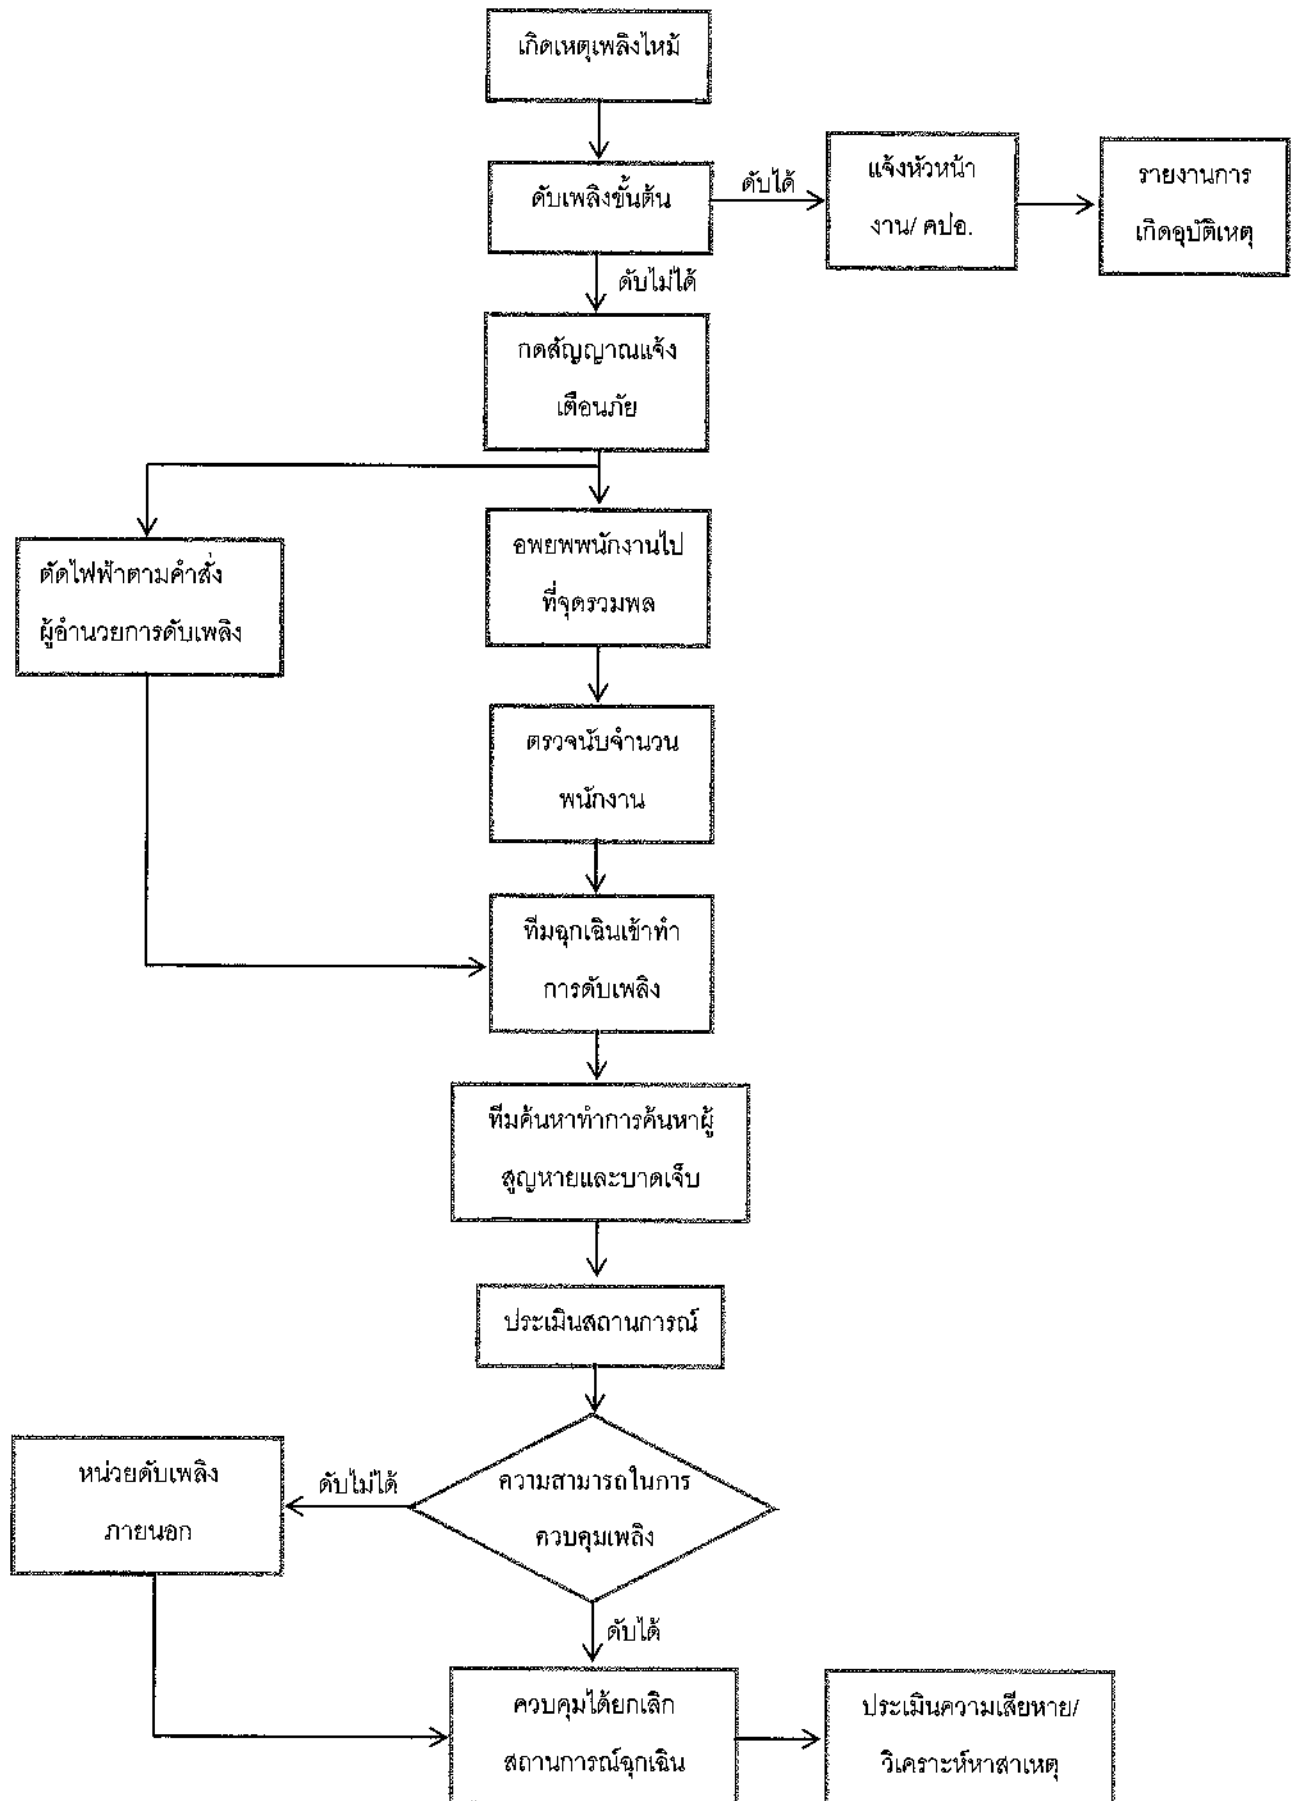 เกิดเหตุเพลิงไหม้
ดับเพลิงขั้นต้น
ดับได้
แจ้งหัวหน้า
งาน/ คปอ.
รายงานการ
เกิดอุบัติเหตุ
ดับไม่ได้
กดสัญญาณแจ้ง
เตือนภัย
อพยพพนักงานไป
ที่จุดรวมพล
ตัดไฟฟ้าตามคำสั่ง
ผู้อำนวยการดับเพลิง
ตรวจนับจำนวน
พนักงาน
ทีมฉุกเฉินเข้าทำ
การดับเพลิง
ทีมค้นหาทำการค้นหาผู้
สูญหายและบาดเจ็บ
ประเมินสถานการณ์
ความสามารถในการ
ควบคุมเพลิง
ดับไม่ได้
หน่วยดับเพลิง
ภายนอก
ดับได้
ควบคุมได้ยกเลิก
สถานการณ์ฉุกเฉิน
ประเมินความเสียหาย/
วิเคราะห์หาสาเหตุ